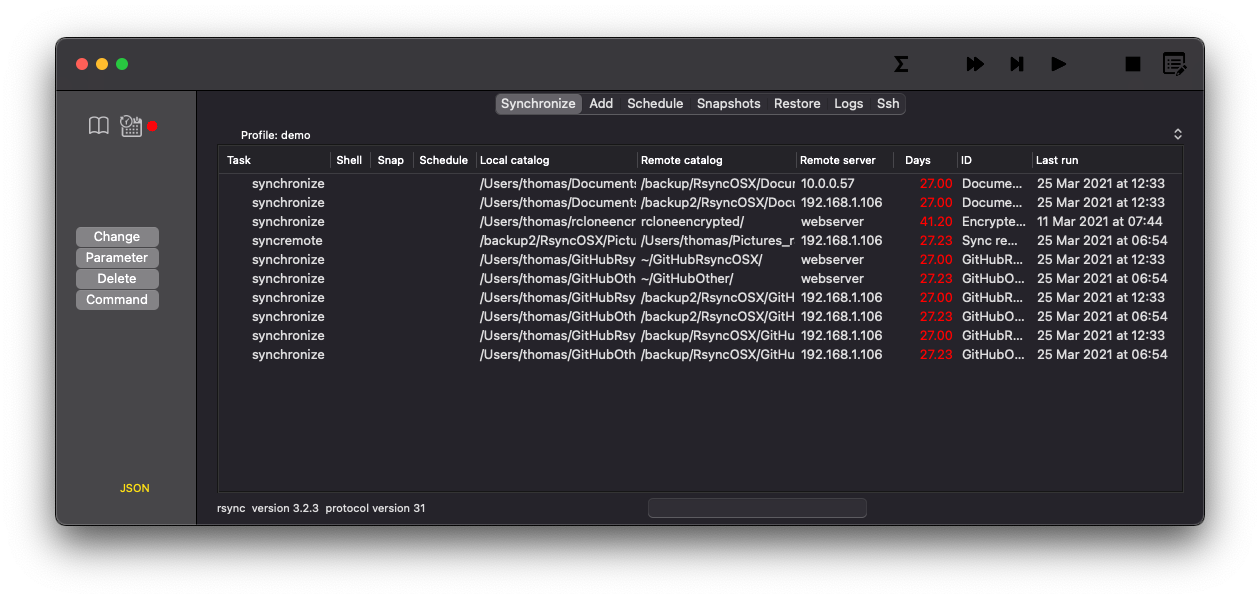 Synchronize Add Schedule Snapshots Restore Logs Ssh
Profile: demo
Task Shell Snap Schedule Local catalog Remote catalog Remote server Days ID Last run
synchronize /Users/thomas/Documents /backup/RsyncOSX/Docur 10.0.0.57 27.00 Docume... 25 Mar 2021 at 12:33
synchronize /Users/thomas/Documents /backup2/RsyncOSX/Docu 192.168.1.106 27.00 Docume... 25 Mar 2021 at 12:33
synchronize /Users/thomas/rcloneencr rcloneencrypted/ webserver 41.20 Encrypte... 11 Mar 2021 at 07:44
syncremote /backup2/RsyncOSX/Pictu /Users/thomas/Pictures_r 192.168.1.106 27.23 Sync re... 25 Mar 2021 at 06:54
synchronize /Users/thomas/GitHubRsy ~/GitHubRsyncOSX/ webserver 27.00 GitHubR... 25 Mar 2021 at 12:33
synchronize /Users/thomas/GitHubOth ~/GitHubOther/ webserver 27.23 GitHubO... 25 Mar 2021 at 06:54
synchronize /Users/thomas/GitHubRsy /backup2/RsyncOSX/GitH 192.168.1.106 27.00 GitHubR... 25 Mar 2021 at 12:33
synchronize /Users/thomas/GitHubOth /backup2/RsyncOSX/GitH 192.168.1.106 27.23 GitHubO... 25 Mar 2021 at 06:54
synchronize /Users/thomas/GitHubRsy /backup/RsyncOSX/GitHu 192.168.1.106 27.00 GitHubR... 25 Mar 2021 at 12:33
synchronize /Users/thomas/GitHubOth /backup/RsyncOSX/GitHu 192.168.1.106 27.23 GitHubO... 25 Mar 2021 at 06:54
Change
Parameter
Delete
Command
JSON
rsync version 3.2.3 protocol version 31